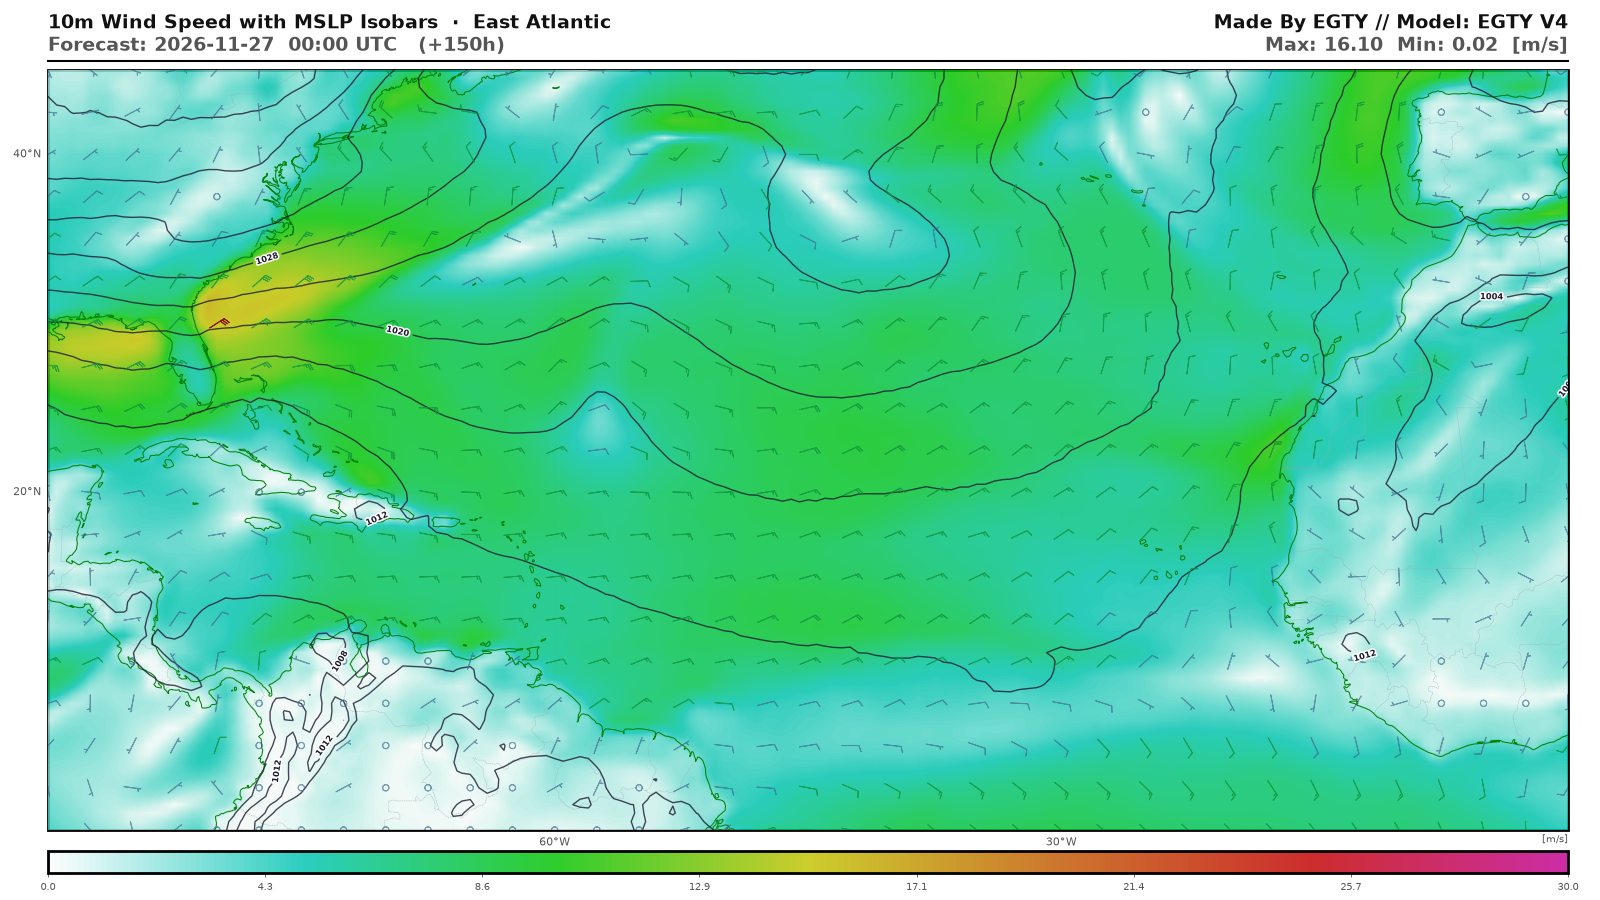 10m Wind Speed with MSLP Isobars · East Atlantic
Made By EGTY // Model: EGTY V4
Forecast: 2026-11-27 00:00 UTC (+150h)
Max: 16.10 Min: 0.02 [m/s]
40°N
1028
1004
1020
20°N
1012
1008
1012
1012
1012
60°W
30°W
[m/s]
0.0
4.3
8.6
12.9
17.1
21.4
25.7
30.0